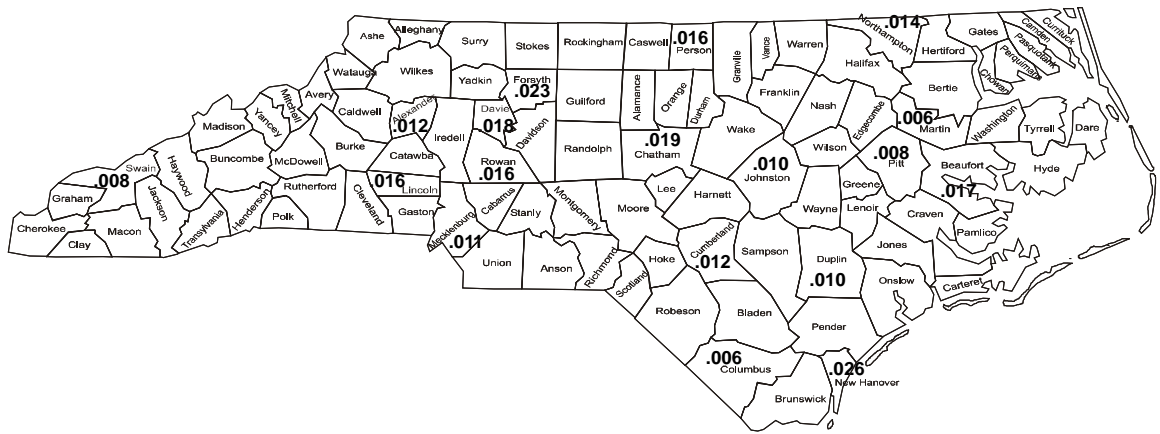 Ashe
Alleghany
Surry
Stokes
Rockingham
Caswell
.016
Person
Granville
Vance
Warren
.014
Northampton
Hertford
Gates
Camden
Currituck
Pasquotank
Perquimans
Chowan
Watauga
Wilkes
Yadkin
Forsyth
.023
Guilford
Alamance
Orange
Durham
Franklin
Halifax
Bertie
Mitchell
Avery
Caldwell
Alexander
.012
Iredell
Davie
.018
Davidson
Randolph
.019
Chatham
Wake
Nash
Edgecombe
.006
Martin
Washington
Tyrrell
Dare
Madison
Yancey
Buncombe
McDowell
Burke
Catawba
Rowan
.016
.010
Johnston
Wilson
.008
Pitt
Beaufort
.017
Hyde
Swain
.008
Haywood
Graham
Jackson
Rutherford
Cleveland
.016
Lincoln
Gaston
Mecklenburg
.011
Cabarrus
Stanly
Montgomery
Moore
Lee
Harnett
Wayne
Greene
Lenoir
Craven
Pamlico
Cherokee
Clay
Macon
Transylvania
Henderson
Polk
Union
Anson
Richmond
Scotland
Hoke
Cumberland
.012
Sampson
Duplin
.010
Jones
Onslow
Carteret
Robeson
Bladen
Pender
.006
Columbus
.026
New Hanover
Brunswick